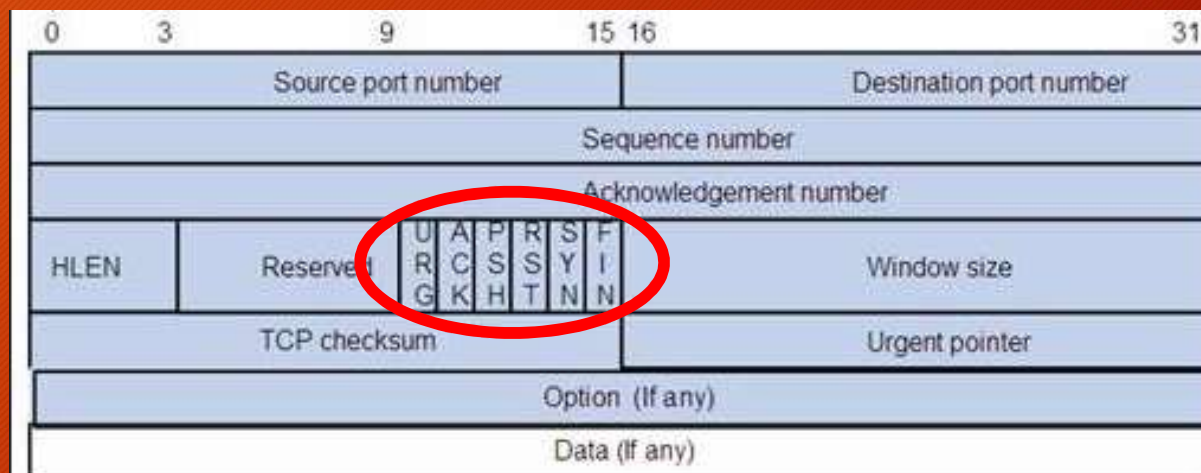 0 3 9 15 16 31
Source port number Destination port number
Sequence number
Acknowledgement number
HLEN Reserved URG ACK PSH RST SYN FIN Window size
TCP checksum Urgent pointer
Option (If any)
Data (If any)